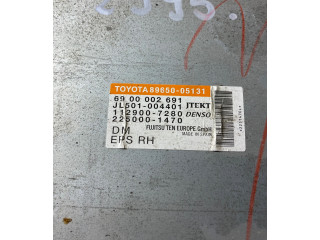 TOYOTA 89650-05131
69 00 002 691
JL501-004401 JTEKT
112900-7280 DENSO
225000-1470
DM FUJITSU TEN EUROPE GmbH
MADE IN SPAIN
EPS RH